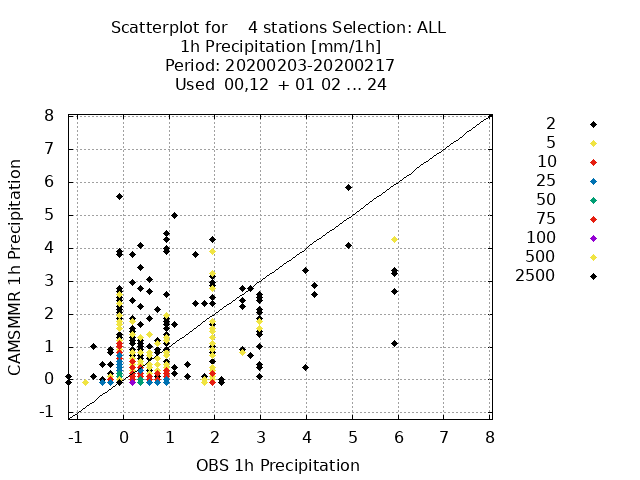 Scatterplot for 4 stations Selection: ALL
1h Precipitation [mm/1h]
Period: 20200203-20200217
Used 00,12 + 01 02 ... 24
8
7
6
5
4
3
2
1
0
-1
CAMSMMR 1h Precipitation
-1 0 1 2 3 4 5 6 7 8
OBS 1h Precipitation
2
5
10
25
50
75
100
500
2500